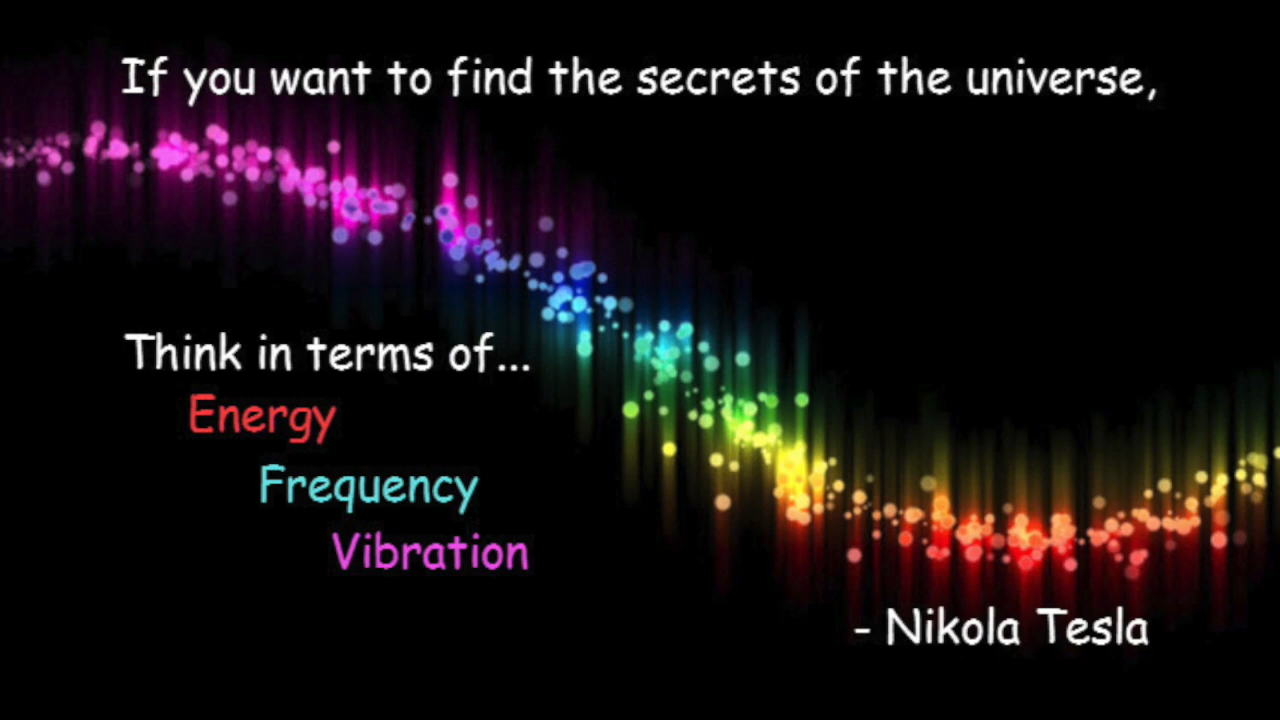 If you want to find the secrets of the universe,
Think in terms of...
Energy
Frequency
Vibration
- Nikola Tesla